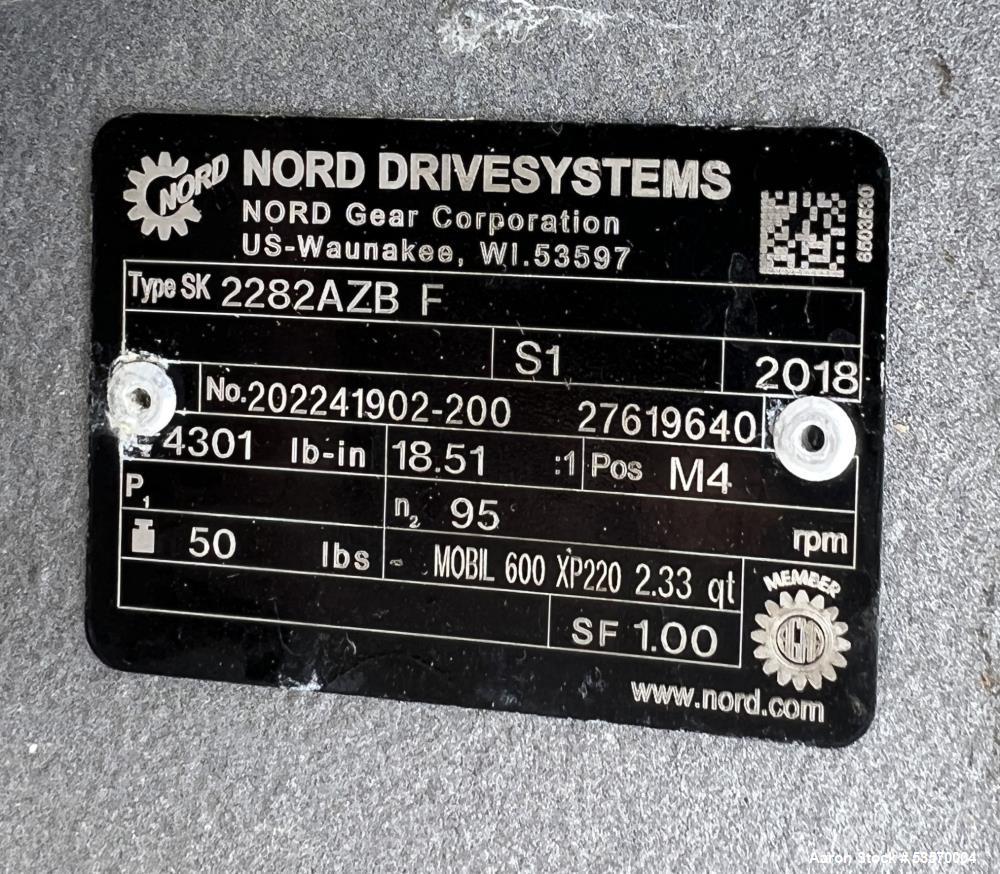 NORD
NORD DRIVESYSTEMS
NORD Gear Corporation
US-Waunakee, WI.53597
6503500
Type SK 2282AZB F
S1 2018
No. 202241902-200 27619640
4301 lb-in 18.51 :1 Pos M4
P1 n2 95 rpm
50 lbs - MOBIL 600 XP220 2.33 qt
SF 1.00
MEMBER
AGMA
www.nord.com
Aaron Stock # 53570004